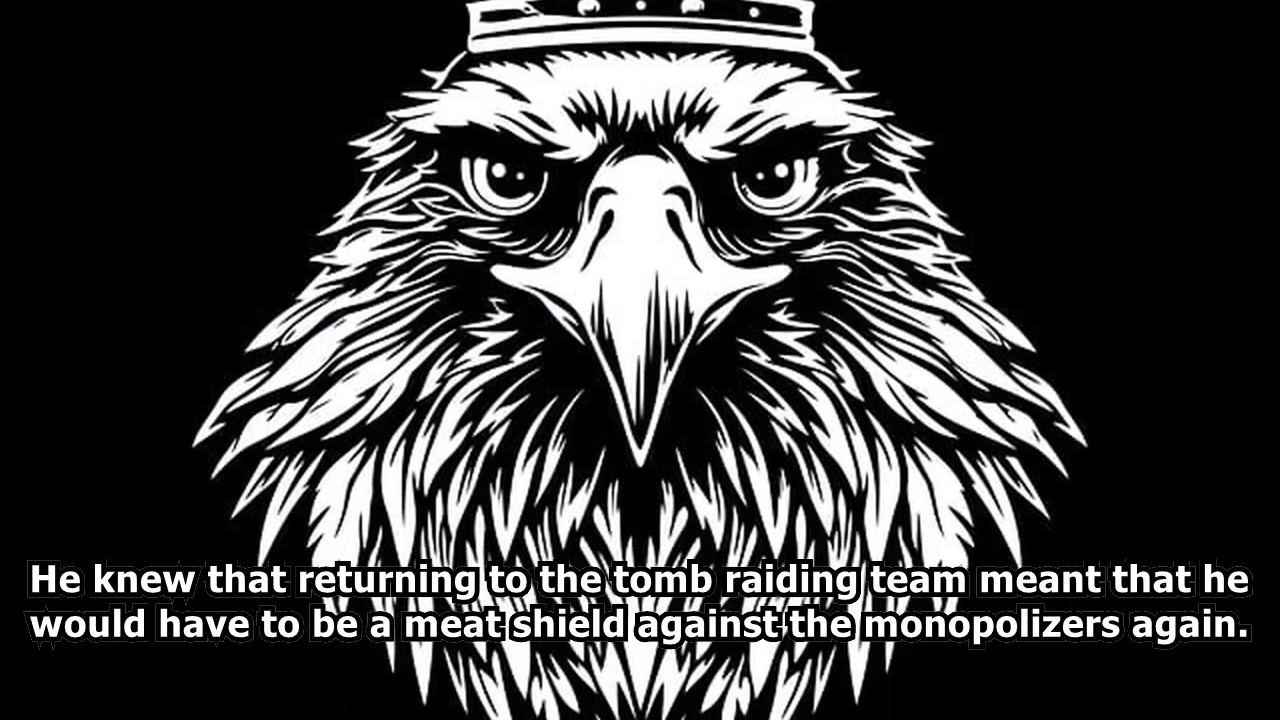 He knew that returning to the tomb raiding team meant that he
would have to be a meat shield against the monopolizers again.